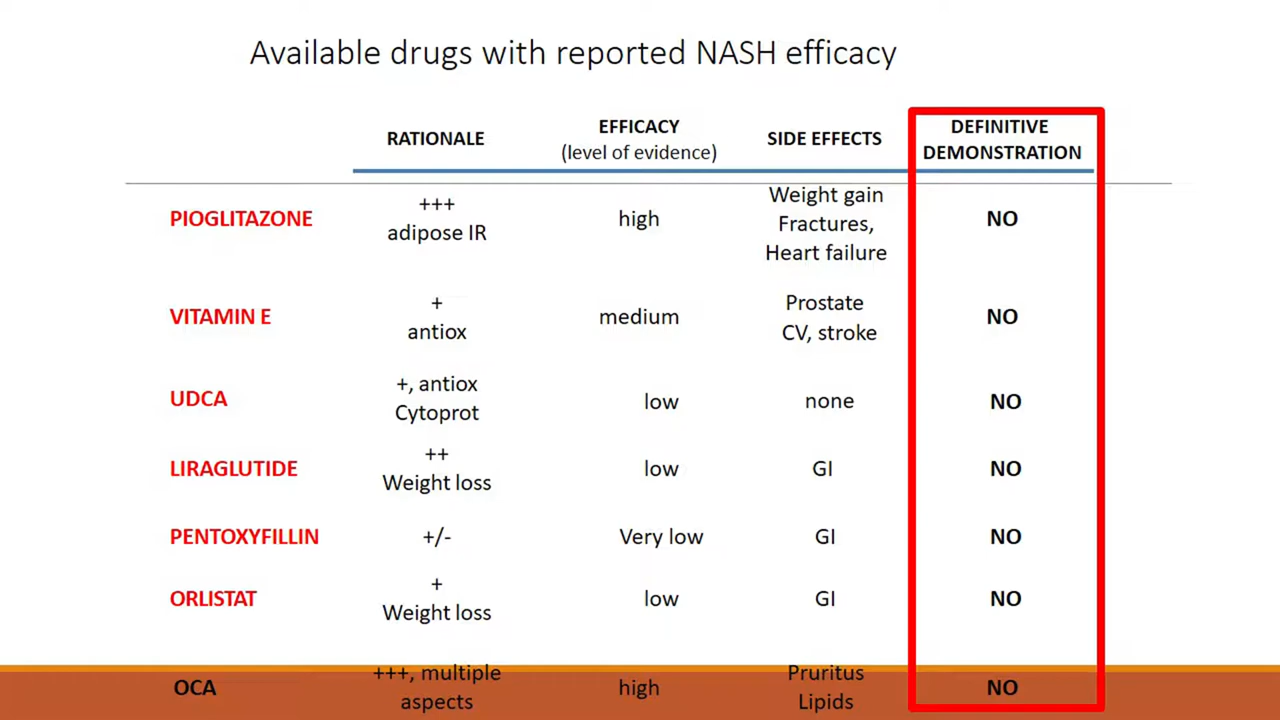 Available drugs with reported NASH efficacy
RATIONALE
EFFICACY
(level of evidence)
SIDE EFFECTS
DEFINITIVE
DEMONSTRATION
PIOGLITAZONE
+++
adipose IR
high
Weight gain
Fractures,
Heart failure
NO
VITAMIN E
+
antiox
medium
Prostate
CV, stroke
NO
UDCA
+, antiox
Cytoprot
low
none
NO
LIRAGLUTIDE
++
Weight loss
low
GI
NO
PENTOXYFILLIN
+/-
Very low
GI
NO
ORLISTAT
+
Weight loss
low
GI
NO
OCA
+++, multiple
aspects
high
Pruritus
Lipids
NO